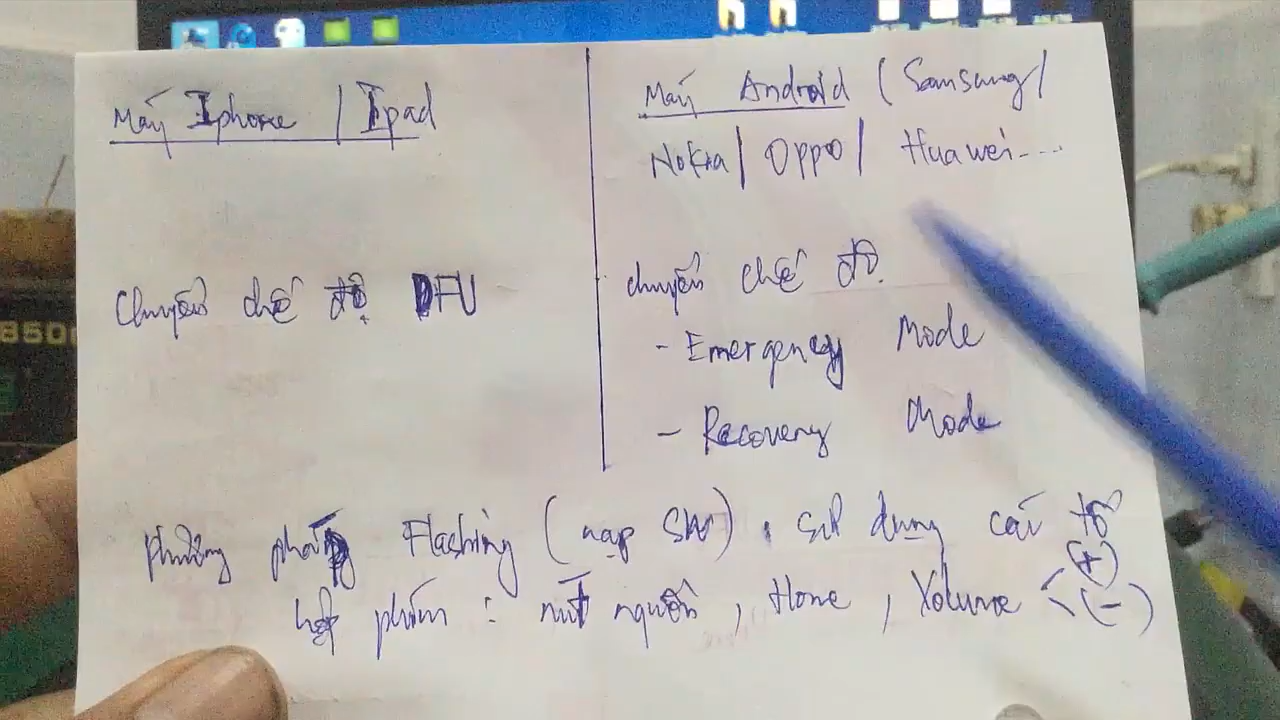 Máy Iphone / Ipad
Chuyển chế độ DFU
Máy Android (Samsung/
Nokia/ Oppo/ Huawei....
chuyển chế độ.
- Emergency Mode
- Recovery Mode
Phương pháp Flashing (nạp SW): sử dụng các tổ
hợp phím: nút nguồn, Home, Volume < (+) (-)
850